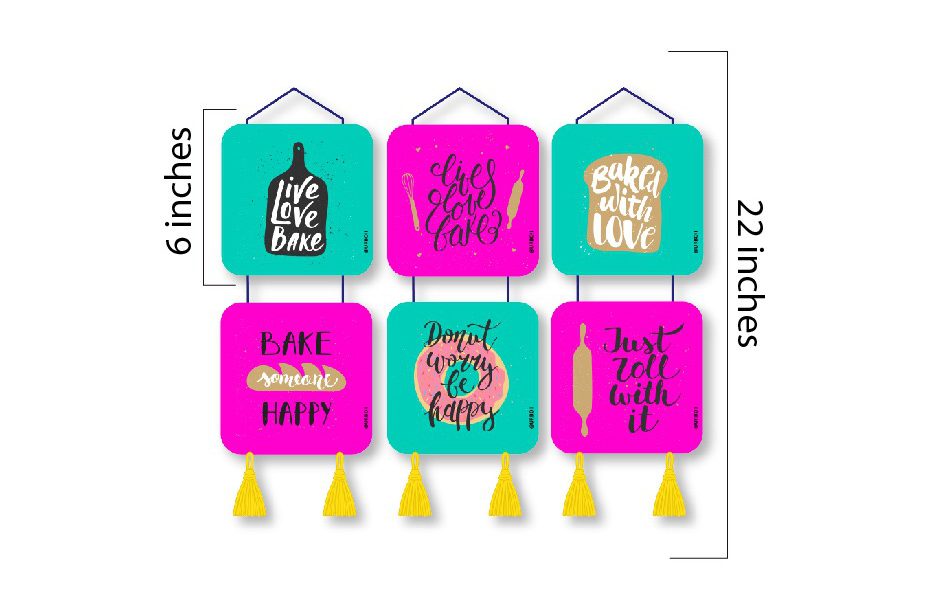 6 inches
22 inches
LIVE
LOVE
BAKE
live
love
bake
Baked
with
LOVE
BAKE
someone
HAPPY
Donut
worry
be
happy
Just
roll
with
it